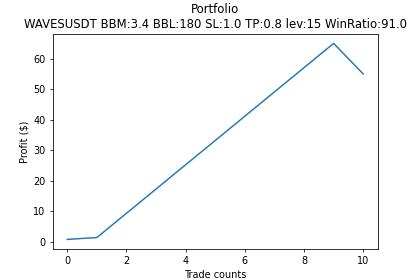 Portfolio
WAVESUSDT BBM:3.4 BBL:180 SL:1.0 TP:0.8 lev:15 WinRatio:91.0
Profit ($)
60
50
40
30
20
10
0
0 2 4 6 8 10
Trade counts